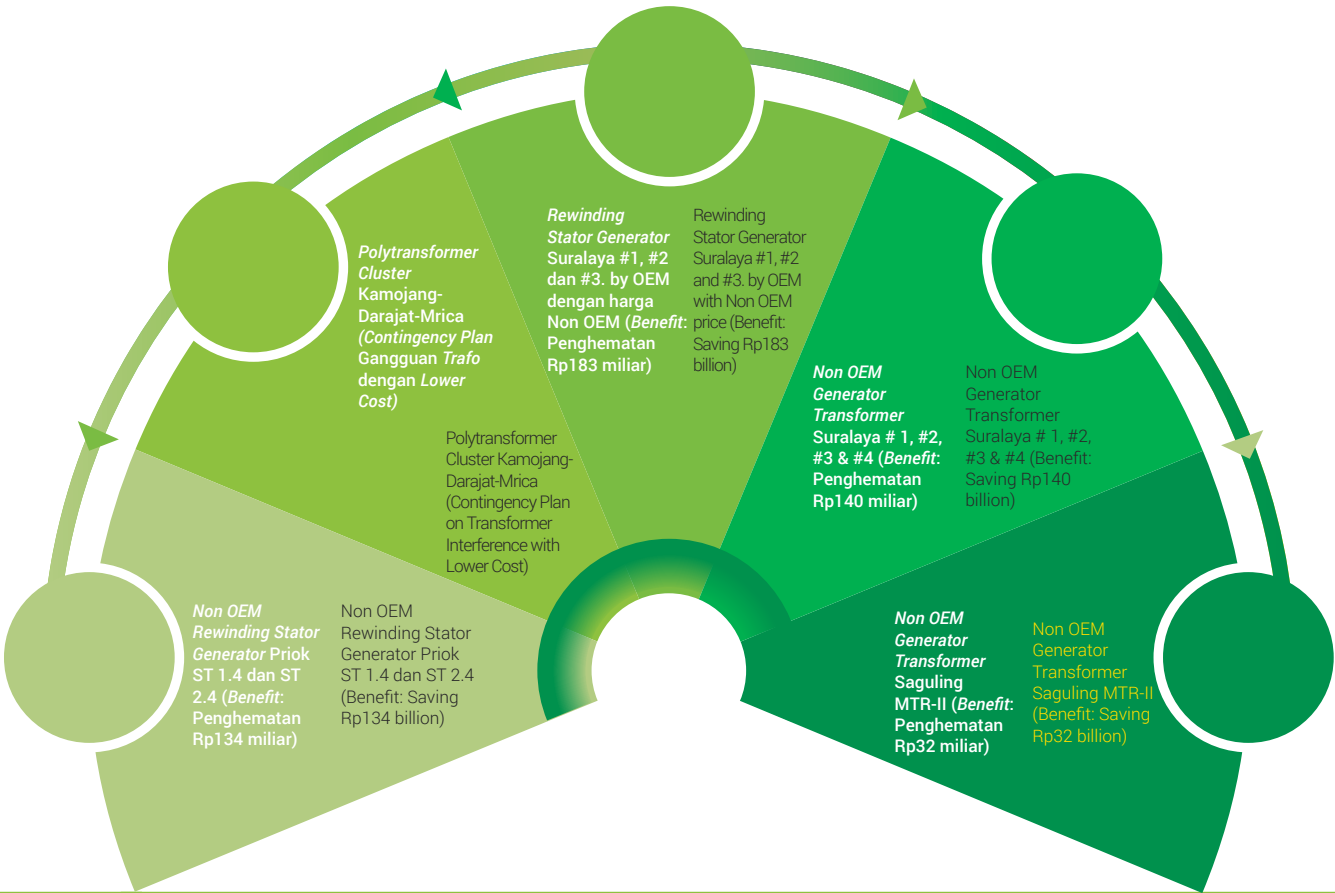 Non OEM
Rewinding Stator
Generator Priok
ST 1.4 dan ST
2.4 (Benefit:
Penghematan
Rp134 miliar)
Non OEM
Rewinding Stator
Generator Priok
ST 1.4 dan ST 2.4
(Benefit: Saving
Rp134 billion)
Polytransformer
Cluster
Kamojang-
Darajat-Mrica
(Contingency Plan
Gangguan Trafo
dengan Lower
Cost)
Polytransformer
Cluster Kamojang-
Darajat-Mrica
(Contingency Plan
on Transformer
Interference with
Lower Cost)
Rewinding
Stator Generator
Suralaya #1, #2
dan #3. by OEM
dengan harga
Non OEM (Benefit:
Penghematan
Rp183 miliar)
Rewinding
Stator Generator
Suralaya #1, #2
and #3. by OEM
with Non OEM
price (Benefit:
Saving Rp183
billion)
Non OEM
Generator
Transformer
Suralaya # 1, #2,
#3 & #4 (Benefit:
Penghematan
Rp140 miliar)
Non OEM
Generator
Transformer
Suralaya # 1, #2,
#3 & #4 (Benefit:
Saving Rp140
billion)
Non OEM
Generator
Transformer
Saguling
MTR-II (Benefit:
Penghematan
Rp32 miliar)
Non OEM
Generator
Transformer
Saguling MTR-II
(Benefit: Saving
Rp32 billion)